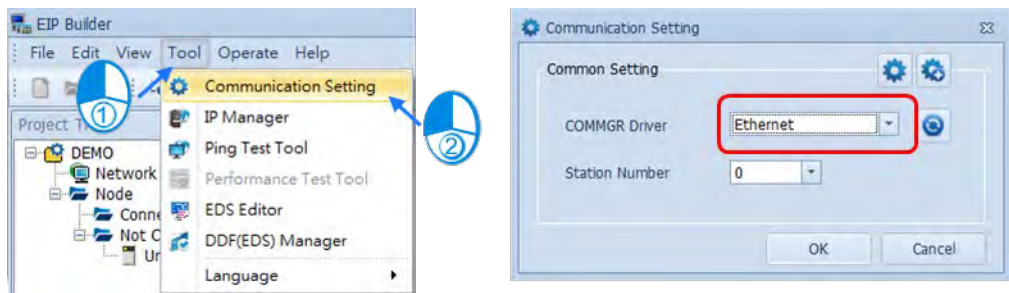 EIP Builder
File Edit View Tool Operate Help
Communication Setting
IP Manager
Ping Test Tool
Performance Test Tool
EDS Editor
DDF(EDS) Manager
Language
①
②
Project
DEMO
Network
Node
Conne
Not C
Ur
Communication Setting
Common Setting
COMMGR Driver Ethernet
Station Number 0
OK Cancel